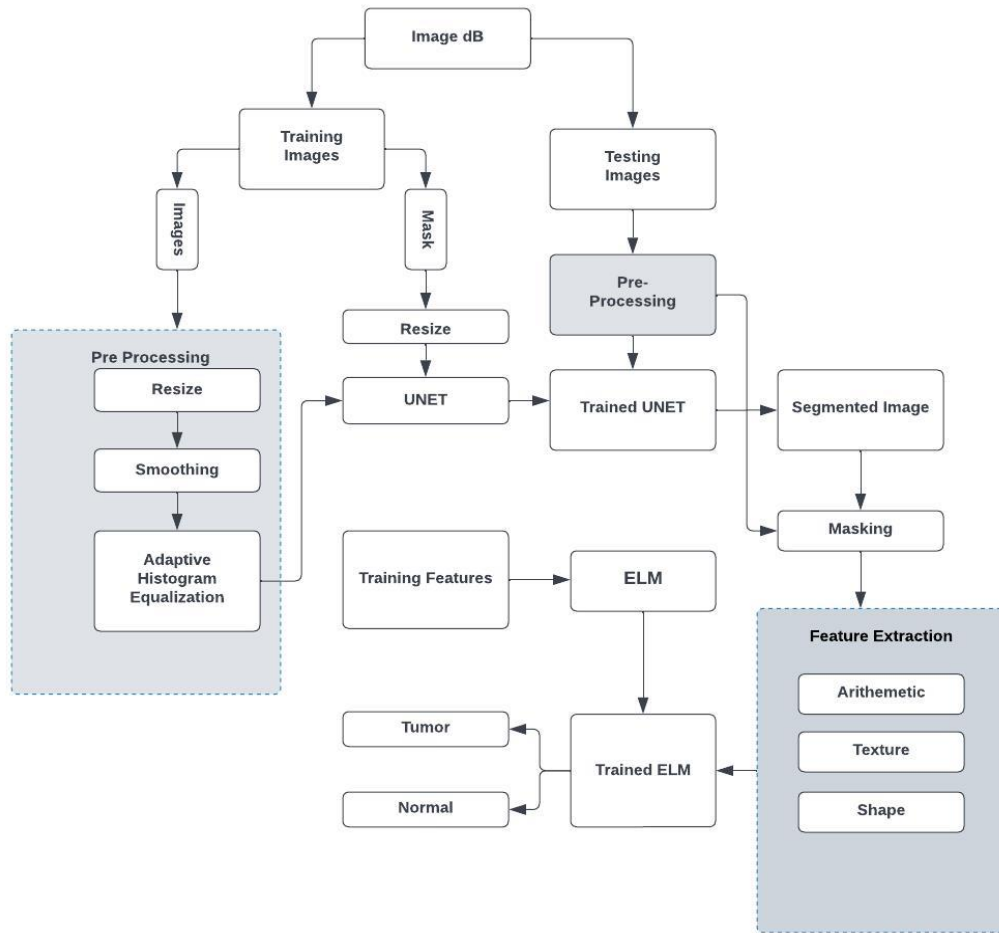 Image dB
Training
Images
Testing
Images
Images
Mask
Pre-
Processing
Resize
Pre Processing
Resize
UNET
Trained UNET
Segmented Image
Smoothing
Masking
Adaptive
Histogram
Equalization
Training Features
ELM
Feature Extraction
Arithemetic
Tumor
Texture
Trained ELM
Normal
Shape